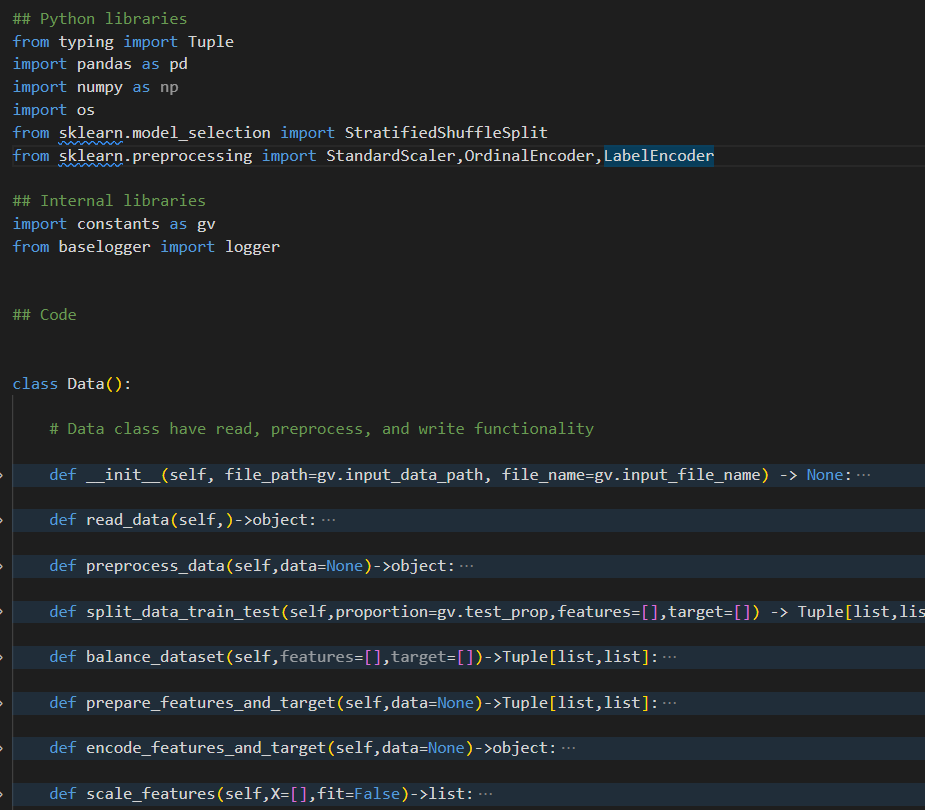 ## Python libraries
from typing import Tuple
import pandas as pd
import numpy as np
import os
from sklearn.model_selection import StratifiedShuffleSplit
from sklearn.preprocessing import StandardScaler,OrdinalEncoder,LabelEncoder
## Internal libraries
import constants as gv
from baselogger import logger
## Code
class Data():
# Data class have read, preprocess, and write functionality
def __init__(self, file_path=gv.input_data_path, file_name=gv.input_file_name) -> None:···
def read_data(self,)->object:···
def preprocess_data(self,data=None)->object:···
def split_data_train_test(self,proportion=gv.test_prop,features=[],target=[]) -> Tuple[list,lis
def balance_dataset(self,features=[],target=[])->Tuple[list,list]:···
def prepare_features_and_target(self,data=None)->Tuple[list,list]:···
def encode_features_and_target(self,data=None)->object:···
def scale_features(self,X=[],fit=False)->list:···